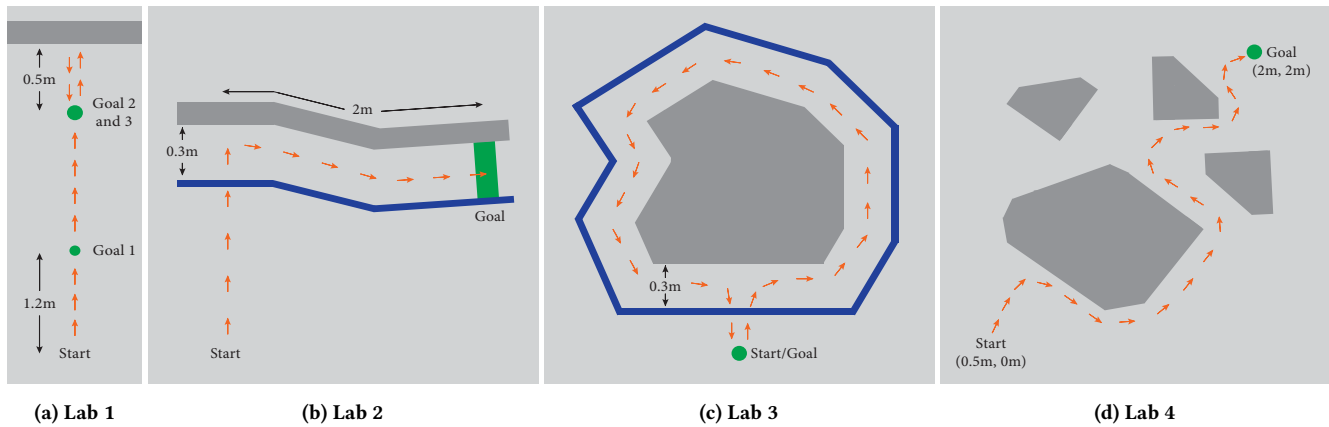 0.5m
Goal 2
and 3
Goal 1
1.2m
Start
(a) Lab 1
2m
0.3m
Goal
Start
(b) Lab 2
0.3m
Start/Goal
(c) Lab 3
Goal
(2m, 2m)
Start
(0.5m, 0m)
(d) Lab 4